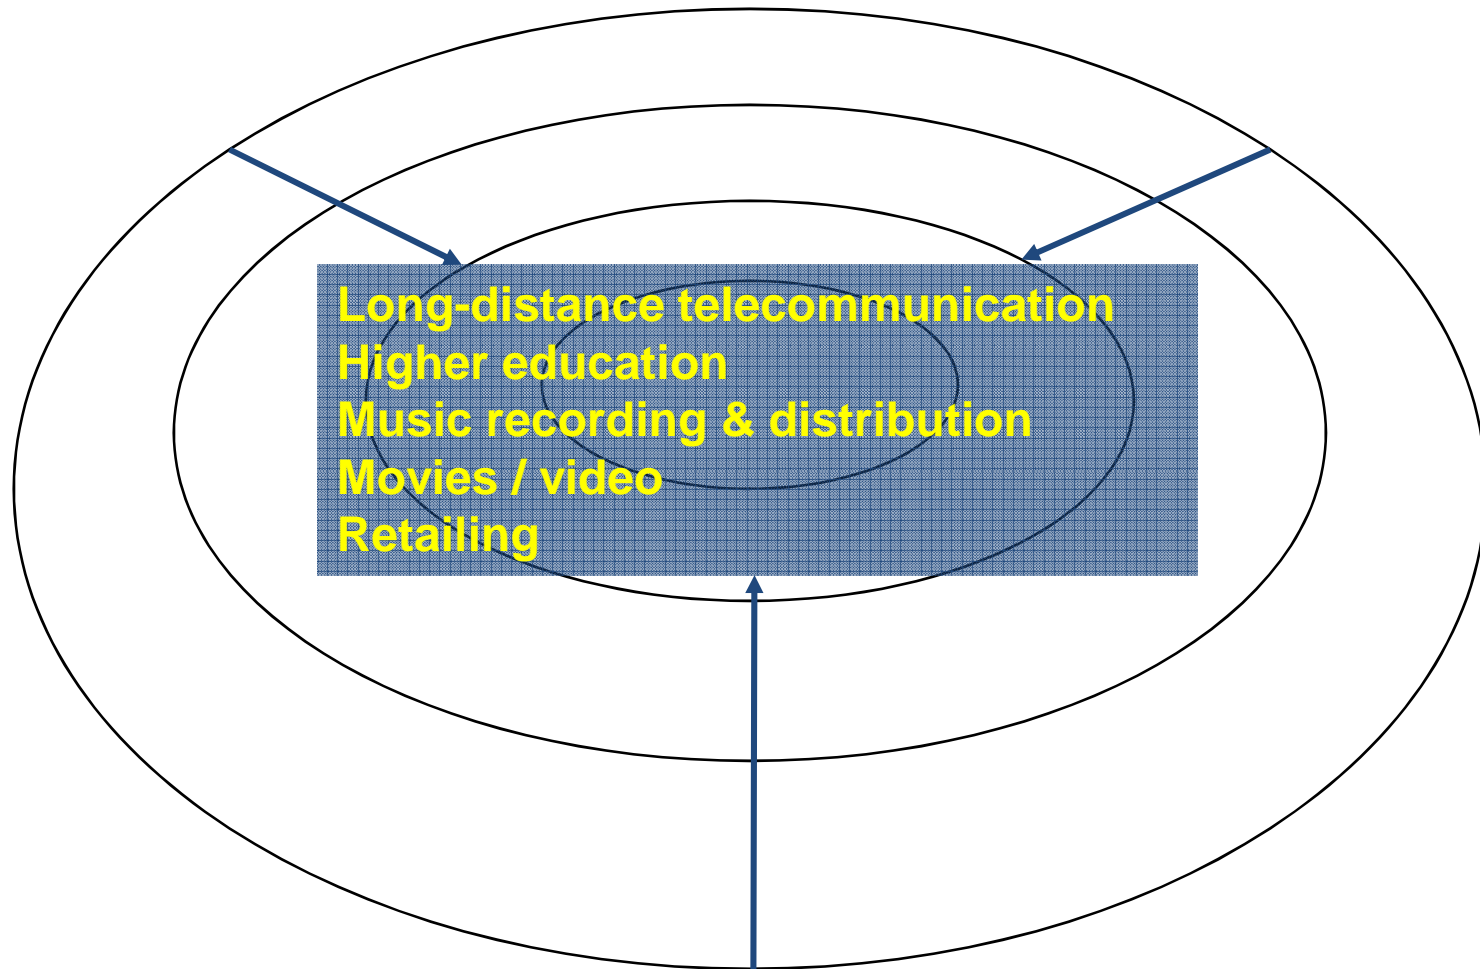 Long-distance telecommunication
Higher education
Music recording & distribution
Movies / video
Retailing